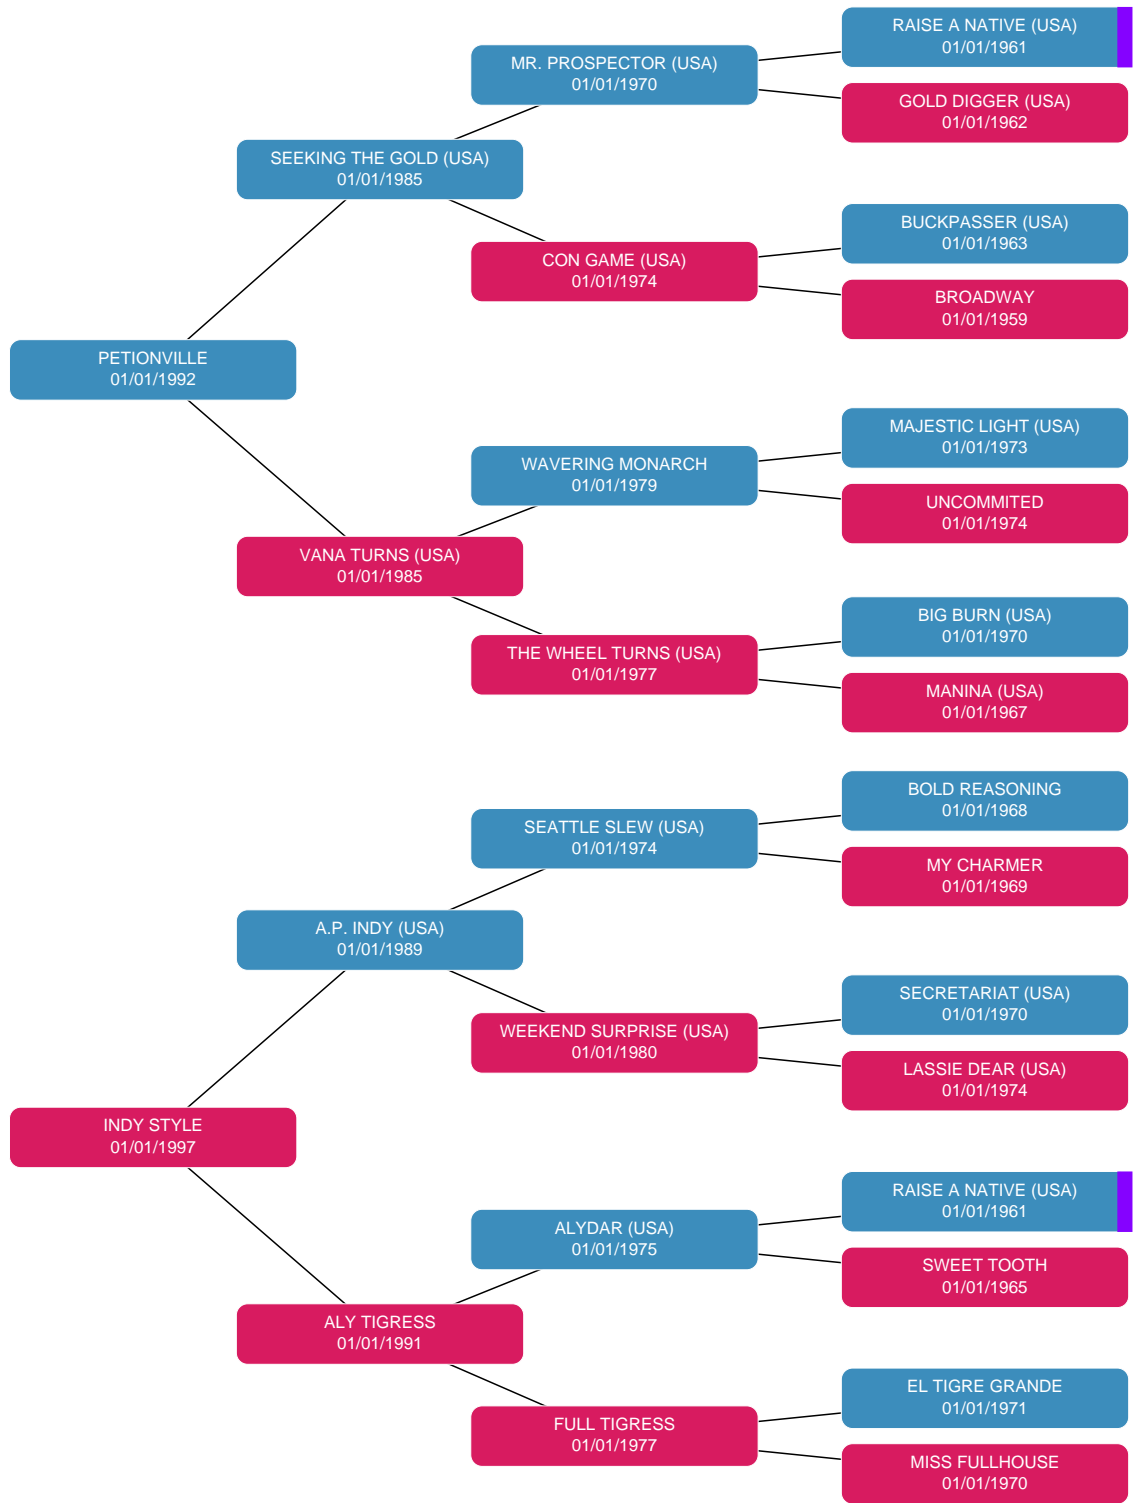 RAISE A NATIVE (USA)
01/01/1961
MR. PROSPECTOR (USA)
01/01/1970
GOLD DIGGER (USA)
01/01/1962
SEEKING THE GOLD (USA)
01/01/1985
BUCKPASSER (USA)
01/01/1963
CON GAME (USA)
01/01/1974
BROADWAY
01/01/1959
PETIONVILLE
01/01/1992
MAJESTIC LIGHT (USA)
01/01/1973
WAVERING MONARCH
01/01/1979
UNCOMMITED
01/01/1974
VANA TURNS (USA)
01/01/1985
BIG BURN (USA)
01/01/1970
THE WHEEL TURNS (USA)
01/01/1977
MANINA (USA)
01/01/1967
BOLD REASONING
01/01/1968
SEATTLE SLEW (USA)
01/01/1974
MY CHARMER
01/01/1969
A.P. INDY (USA)
01/01/1989
SECRETARIAT (USA)
01/01/1970
WEEKEND SURPRISE (USA)
01/01/1980
LASSIE DEAR (USA)
01/01/1974
INDY STYLE
01/01/1997
RAISE A NATIVE (USA)
01/01/1961
ALYDAR (USA)
01/01/1975
SWEET TOOTH
01/01/1965
ALY TIGRESS
01/01/1991
EL TIGRE GRANDE
01/01/1971
FULL TIGRESS
01/01/1977
MISS FULLHOUSE
01/01/1970